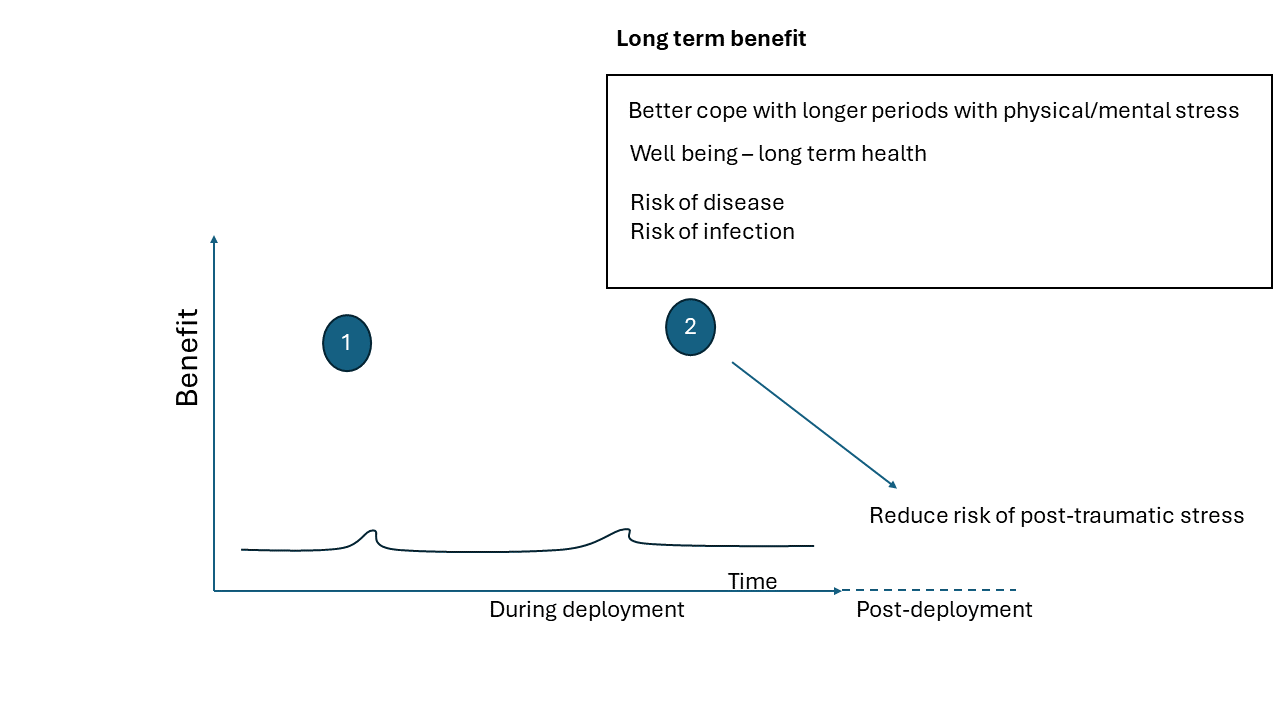 Long term benefit
Better cope with longer periods with physical/mental stress
Well being – long term health
Risk of disease
Risk of infection
Benefit
1
2
Reduce risk of post-traumatic stress
Time
During deployment
Post-deployment